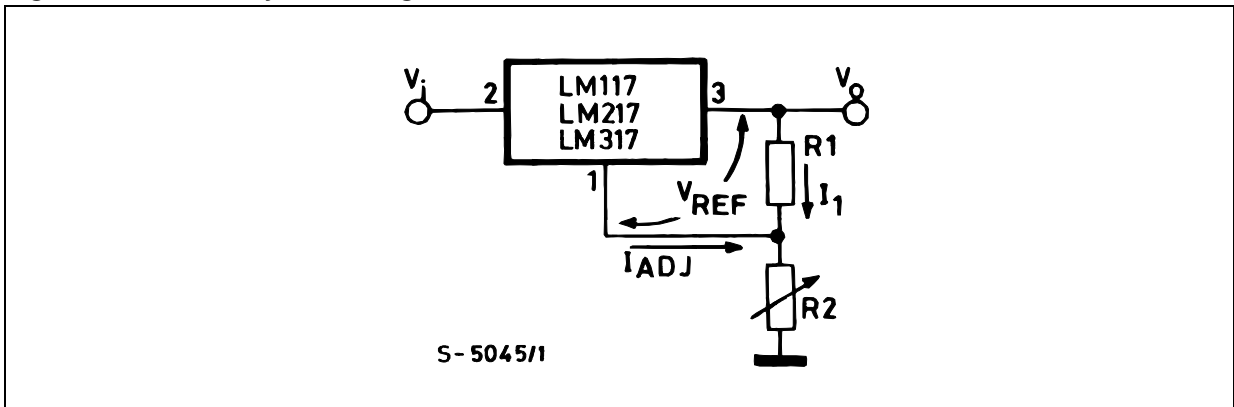 Vi
2
LM117
LM217
LM317
3
VO
1
VREF
R1
I1
IADJ
R2
S-5045/1